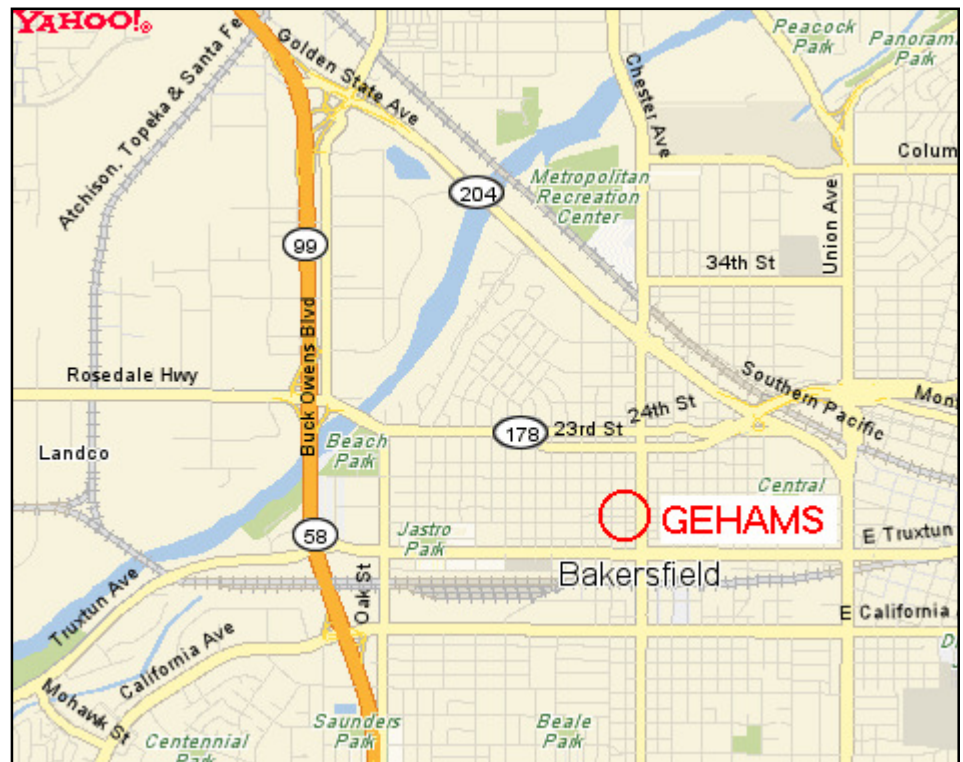 YAHOO!®
Atchison, Topeka & Santa Fe
Golden State Ave
Chester Ave
Peacock
Park
Panorama
Park
Colum
204
Metropolitan
Recreation
Center
Union Ave
99
34th St
Buck Owens Blvd
Rosedale Hwy
Southern Pacific
Mont
24th St
178
23rd St
Landco
Beach
Park
Central
GEHAMS
58
Jastro
Park
E Truxtun
Bakersfield
Truxtun Ave
Oak St
E California
California Ave
Mohawk St
Saunders
Park
Beale
Park
Centennial
Park